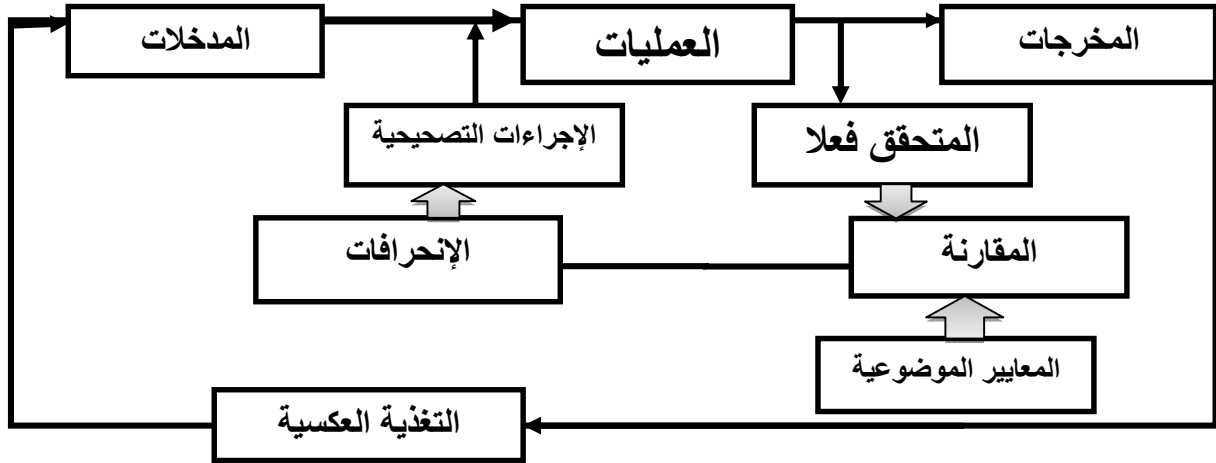 المدخلات
العمليات
المخرجات
الإجراءات التصحيحية
المتحقق فعلا
الإنحرافات
المقارنة
المعايير الموضوعية
التغذية العكسية